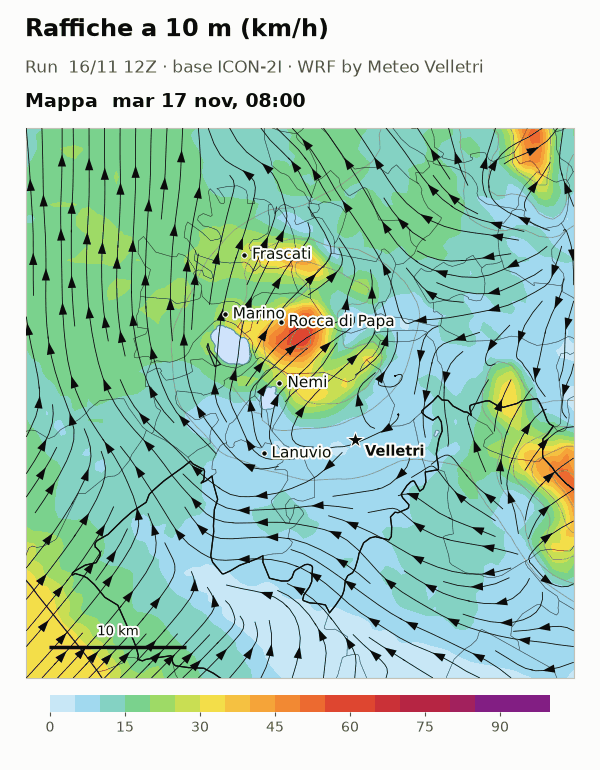 Raffiche a 10 m (km/h)
Run  16/11 12Z · base ICON-2I · WRF by Meteo Velletri
Mappa  mar 17 nov, 08:00
Frascati
Marino
Rocca di Papa
Nemi
Velletri
Lanuvio
10 km
0 15 30 45 60 75 90